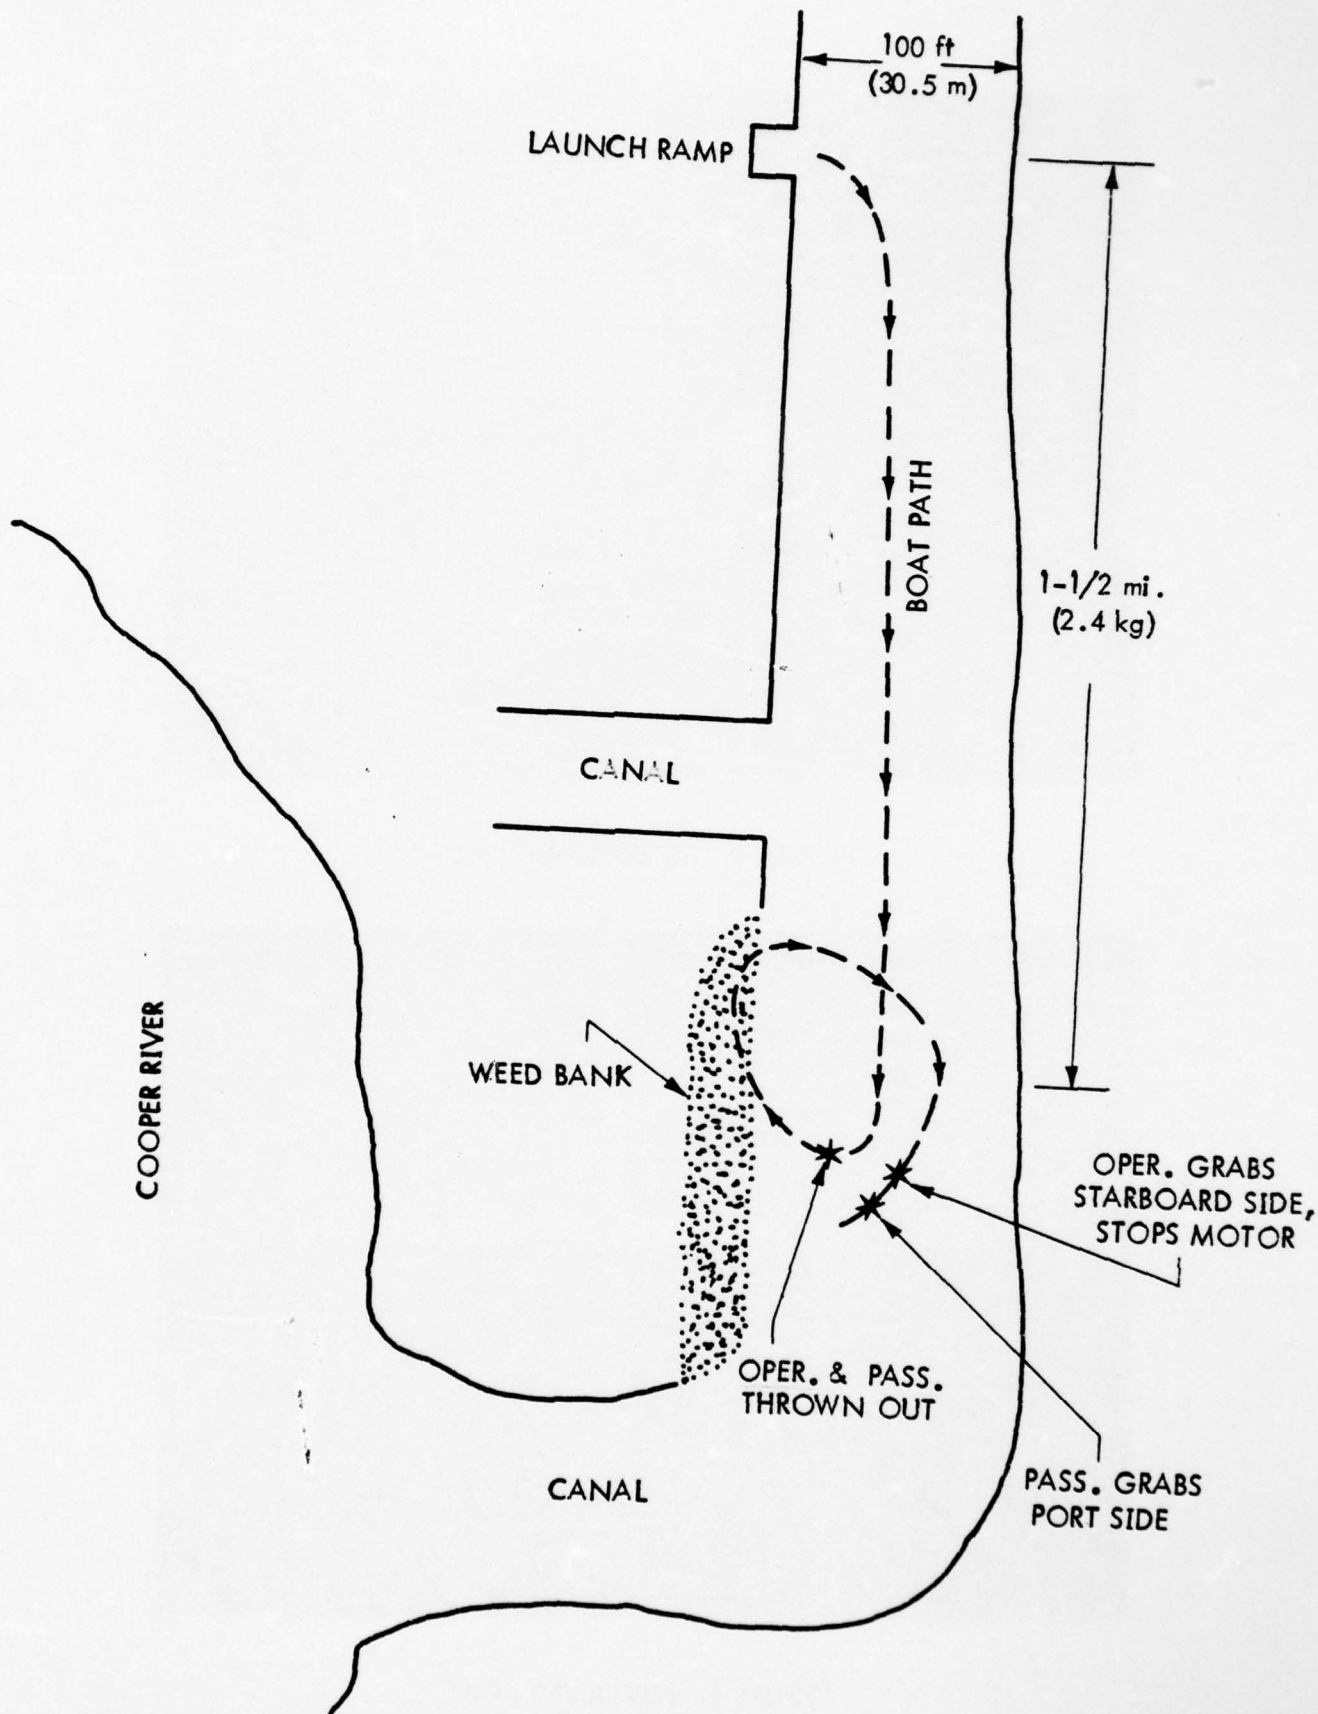 100 ft
(30.5 m)
LAUNCH RAMP
BOAT PATH
1-1/2 mi.
(2.4 kg)
CANAL
COOPER RIVER
WEED BANK
OPER. GRABS
STARBOARD SIDE,
STOPS MOTOR
OPER. & PASS.
THROWN OUT
CANAL
PASS. GRABS
PORT SIDE